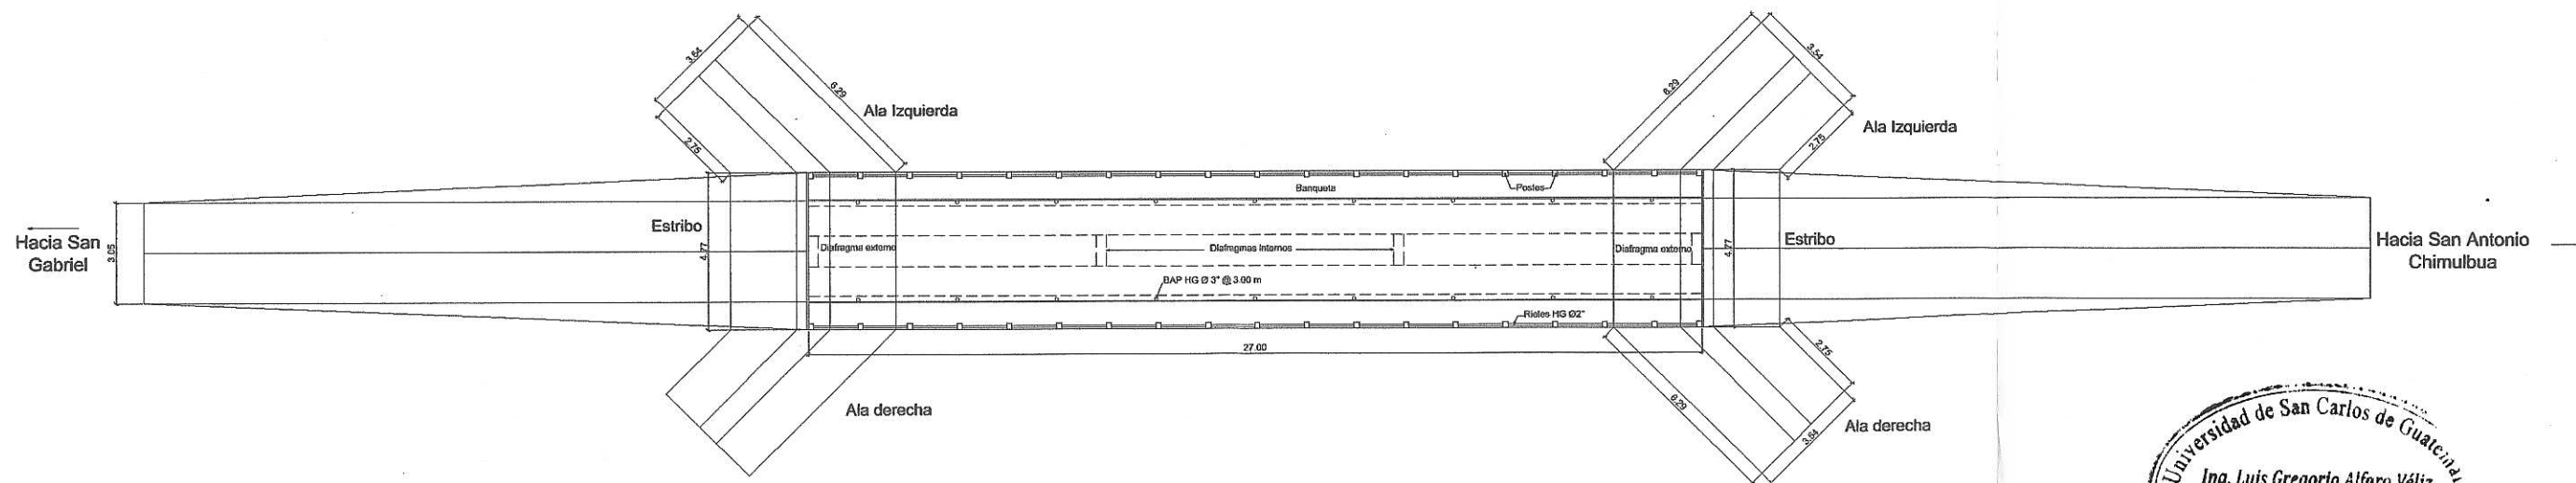 3.54
6.29
2.75
Ala Izquierda
3.54
6.29
2.75
Ala Izquierda
Banqueta
Postes
Estribo
4.77
Hacia San
Gabriel
3.05
Diafragma externo
Diafragmas Internos
Diafragma externo
4.77
Estribo
Hacia San Antonio
Chimulbua
BAP HG Ø 3" @ 3.00 m
Rieles HG Ø2"
27.00
Ala derecha
2.75
6.29
3.54
Ala derecha
Universidad de San Carlos de Guatemala
Ing. Luis Gregorio Alfaro Véliz